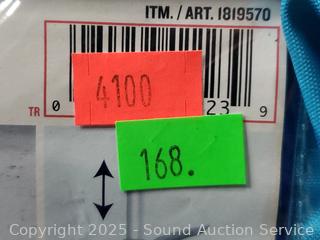 ITM. / ART. 1819570
4100
TR 0 23 9
168.
Copyright 2025 - Sound Auction Service